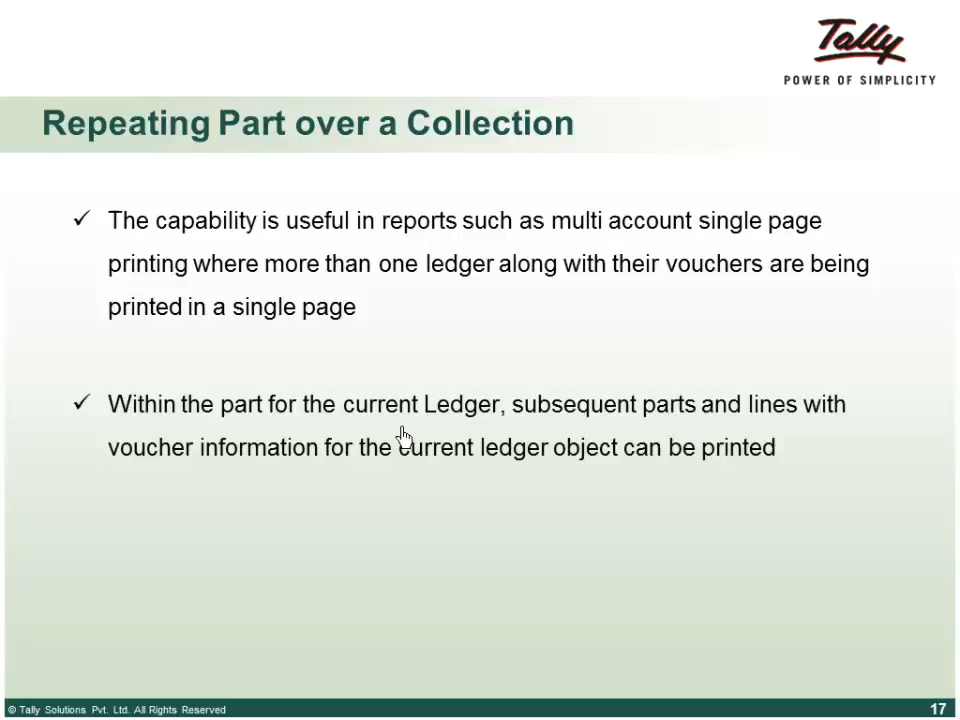 Tally
POWER OF SIMPLICITY
Repeating Part over a Collection
✓ The capability is useful in reports such as multi account single page
printing where more than one ledger along with their vouchers are being
printed in a single page
✓ Within the part for the current Ledger, subsequent parts and lines with
voucher information for the current ledger object can be printed
© Tally Solutions Pvt. Ltd. All Rights Reserved
17